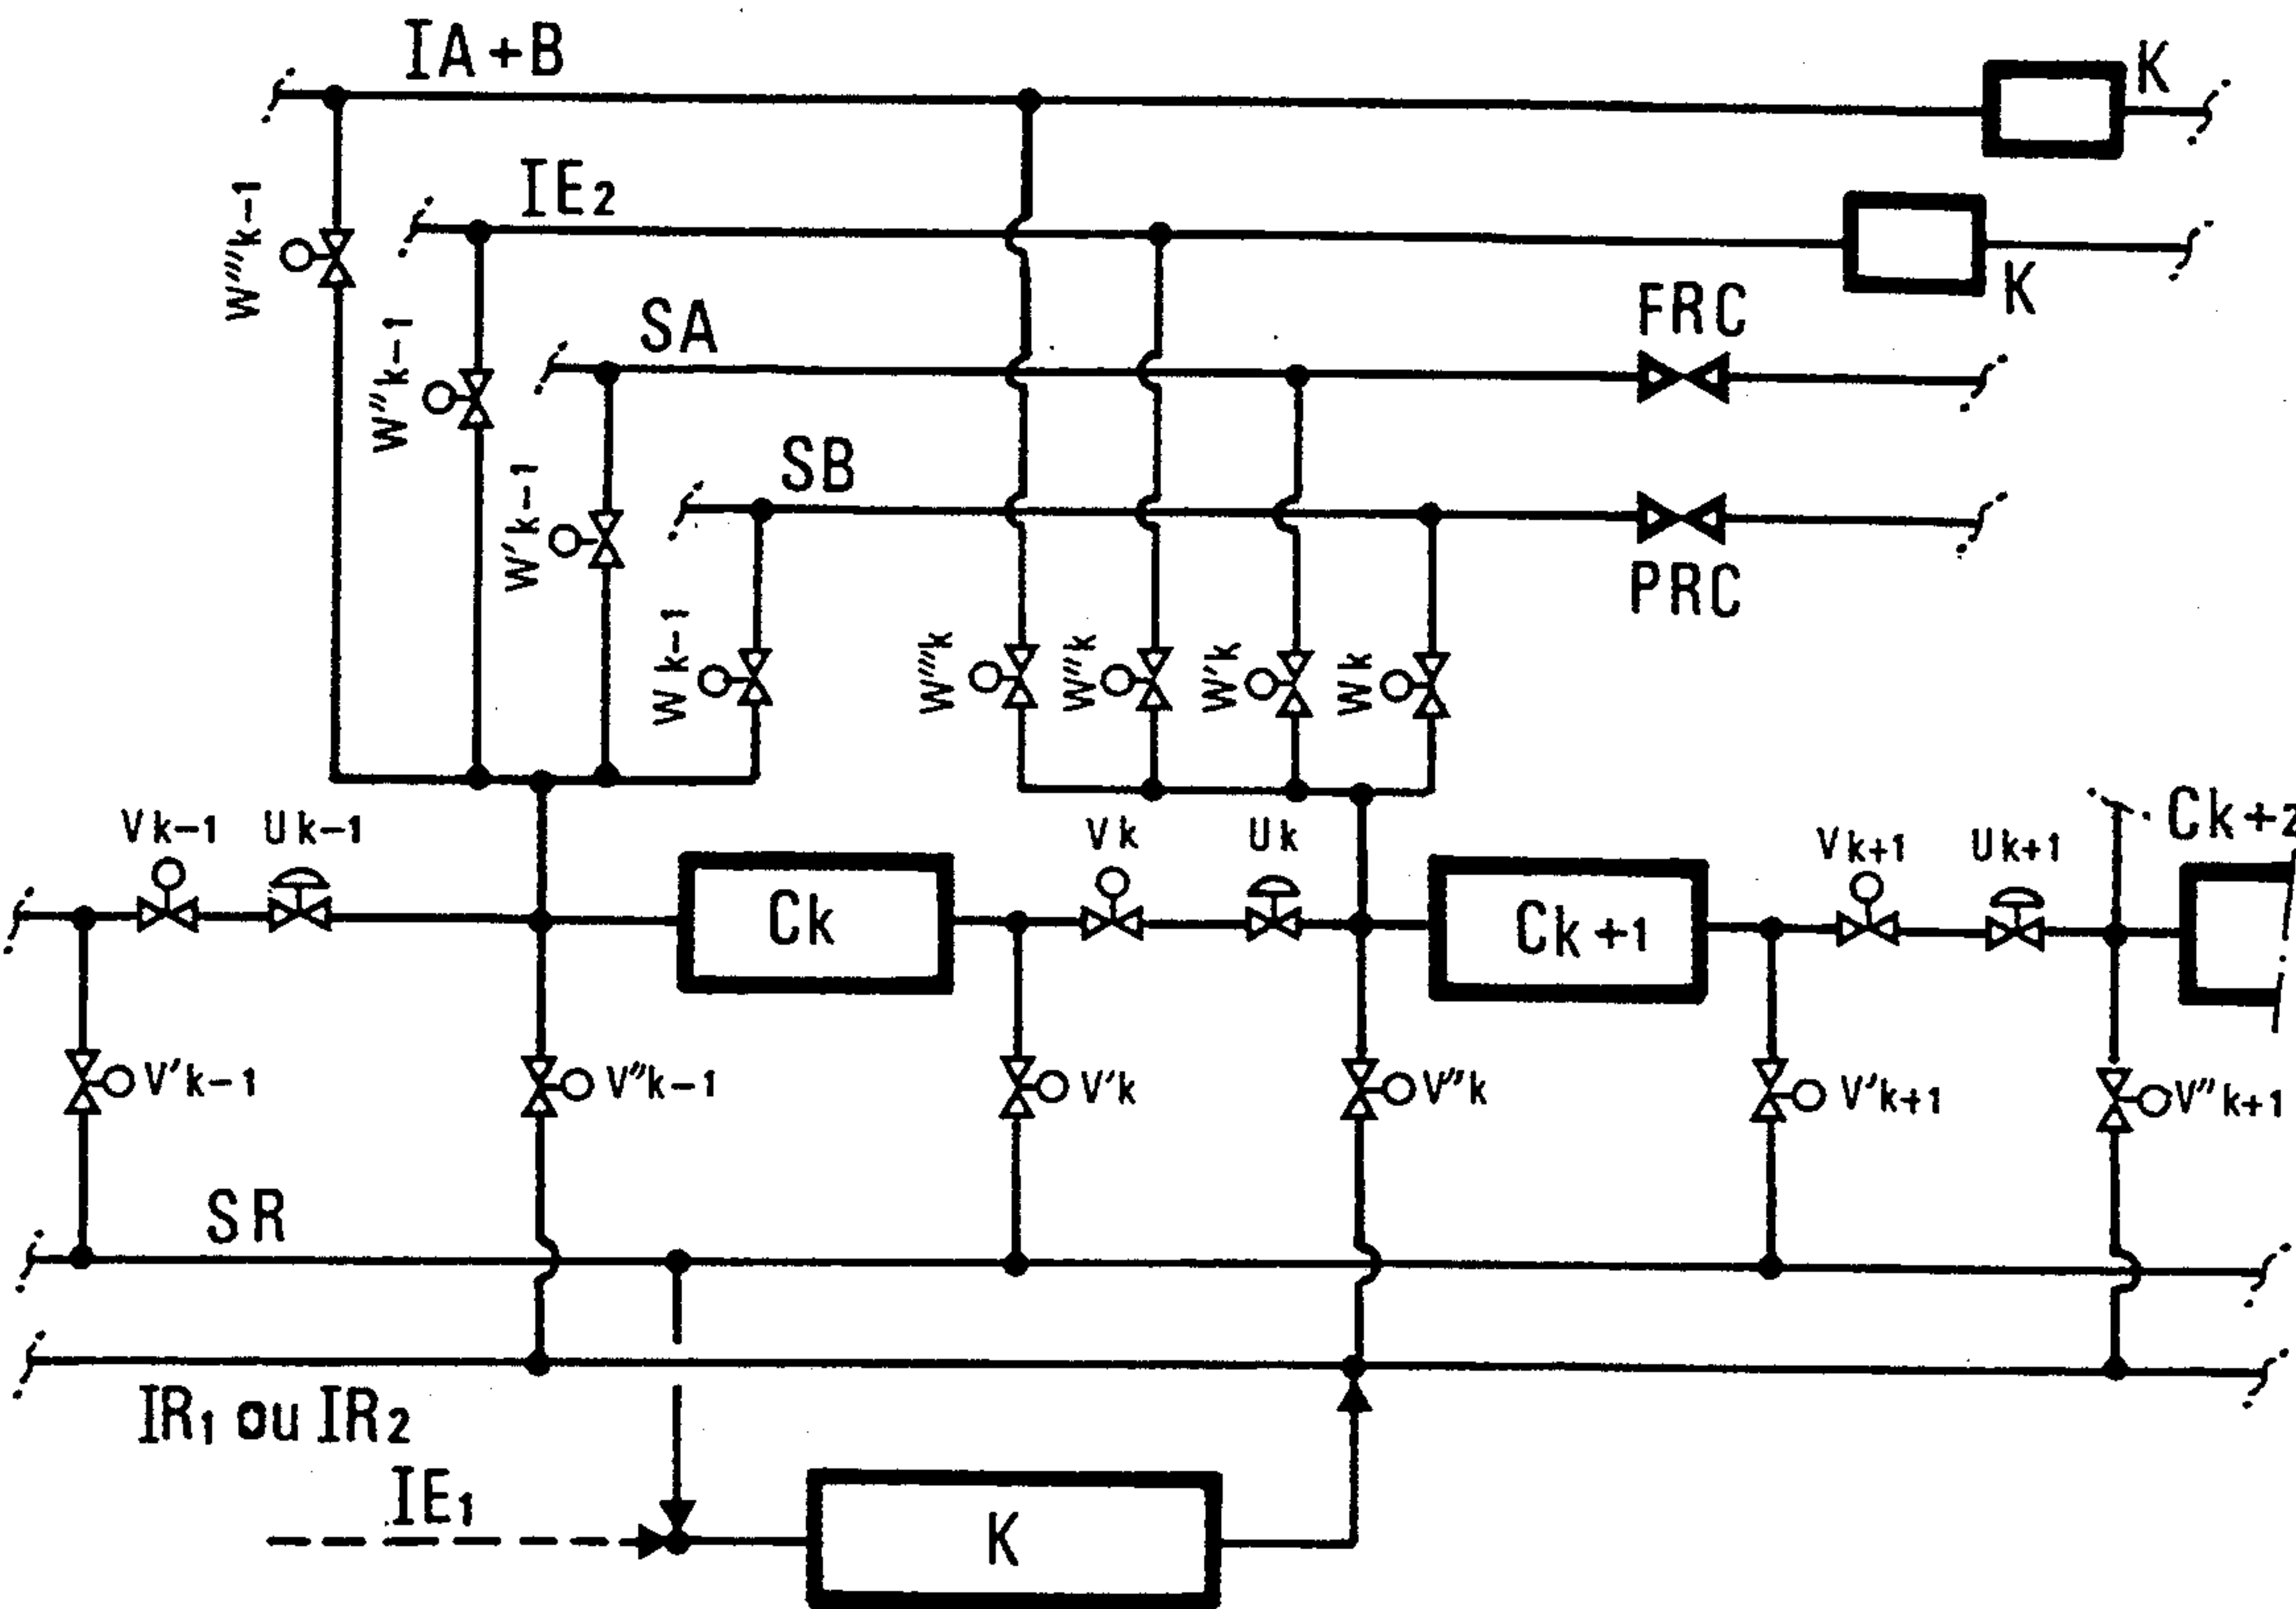 IA+B
K
IE2
K
W'''k-1
W''k-1
SA
FRC
W'k-1
SB
PRC
Wk-1
W'''k
W''k
W'k
Wk
Vk-1
Uk-1
Vk
Uk
Vk+1
Uk+1
Ck+2
Ck
Ck+1
V'k-1
V''k-1
V'k
V''k
V'k+1
V''k+1
SR
IR1 ou IR2
IE1
K